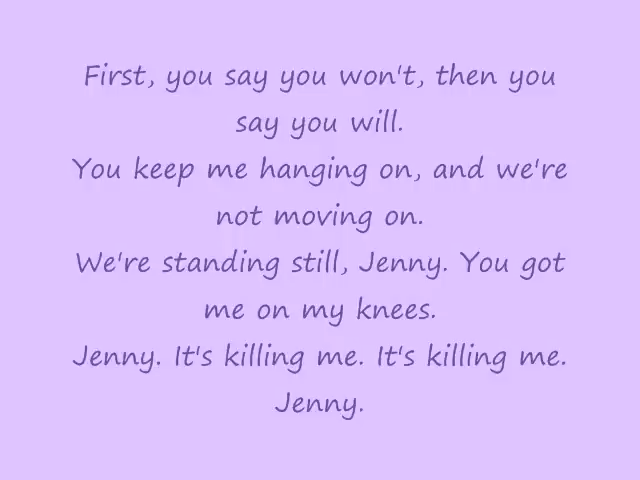 First, you say you won't, then you
say you will.
You keep me hanging on, and we're
not moving on.
We're standing still, Jenny. You got
me on my knees.
Jenny. It's killing me. It's killing me.
Jenny.